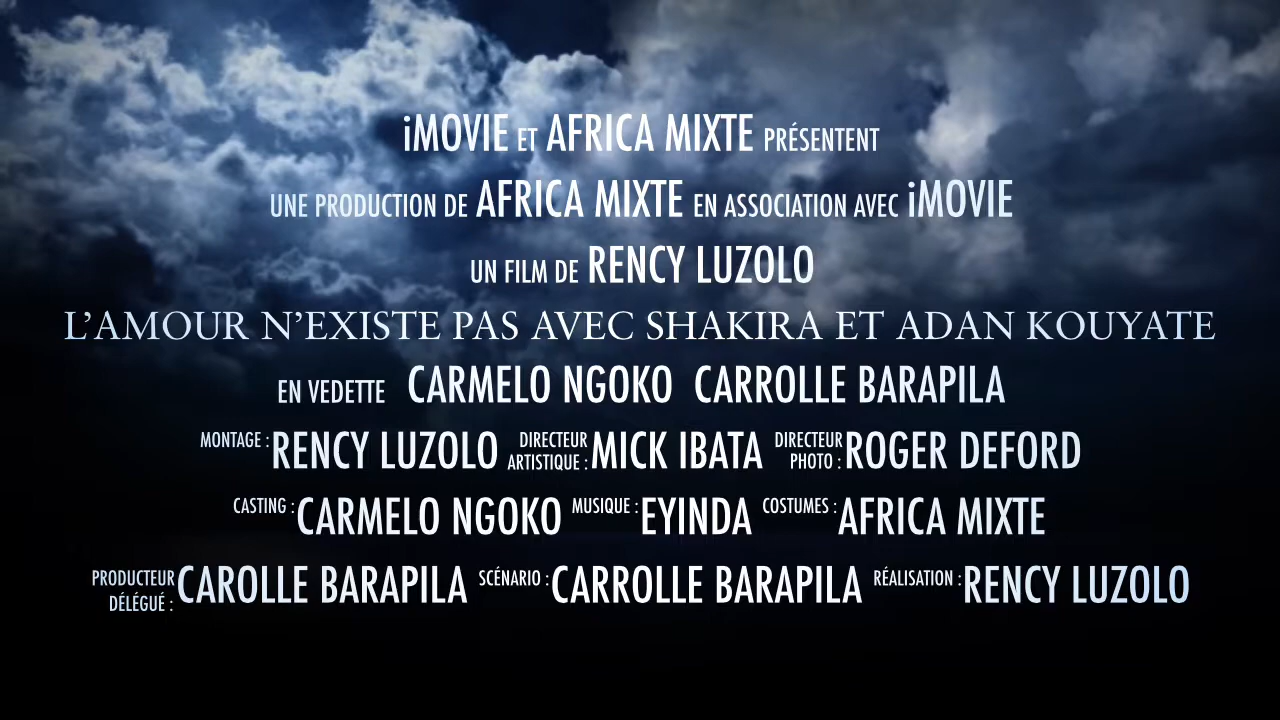 iMOVIE ET AFRICA MIXTE PRÉSENTENT
UNE PRODUCTION DE AFRICA MIXTE EN ASSOCIATION AVEC iMOVIE
UN FILM DE RENCY LUZOLO
L'AMOUR N'EXISTE PAS AVEC SHAKIRA ET ADAN KOUYATE
EN VEDETTE CARMELO NGOKO CARROLLE BARAPILA
MONTAGE : RENCY LUZOLO DIRECTEUR ARTISTIQUE : MICK IBATA DIRECTEUR PHOTO : ROGER DEFORD
CASTING : CARMELO NGOKO MUSIQUE : EYINDA COSTUMES : AFRICA MIXTE
PRODUCTEUR DÉLÉGUÉ : CAROLLE BARAPILA SCÉNARIO : CARROLLE BARAPILA RÉALISATION : RENCY LUZOLO